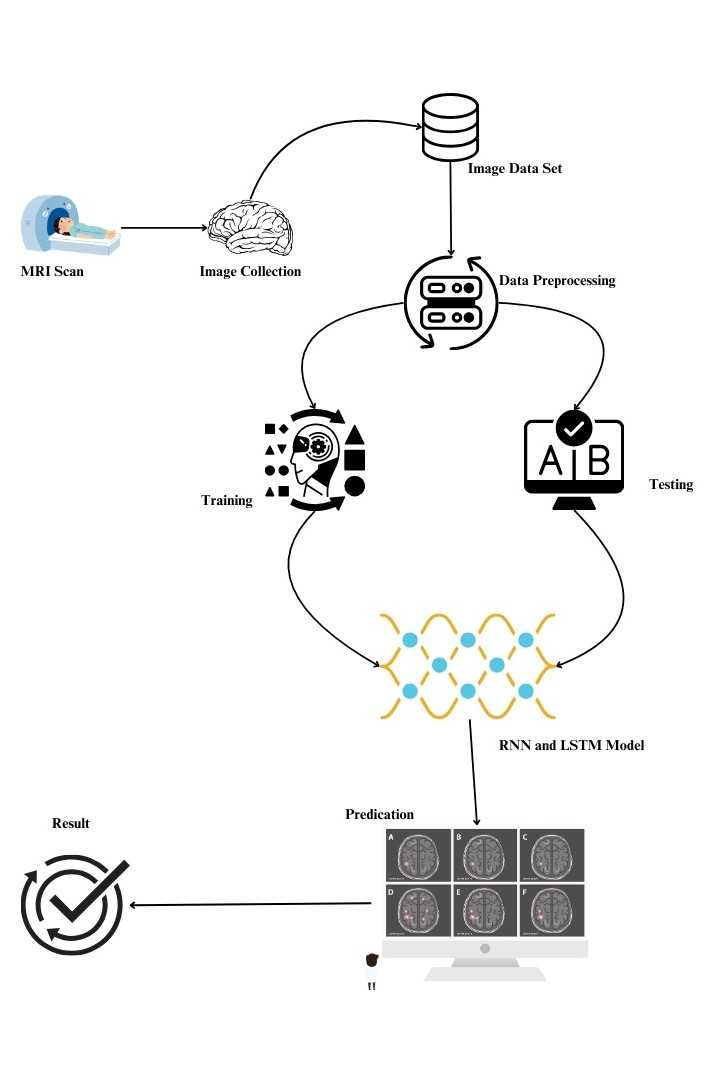 Image Data Set
MRI Scan
Image Collection
Data Preprocessing
A B
Training
Testing
RNN and LSTM Model
Predication
Result
A B C
D E F